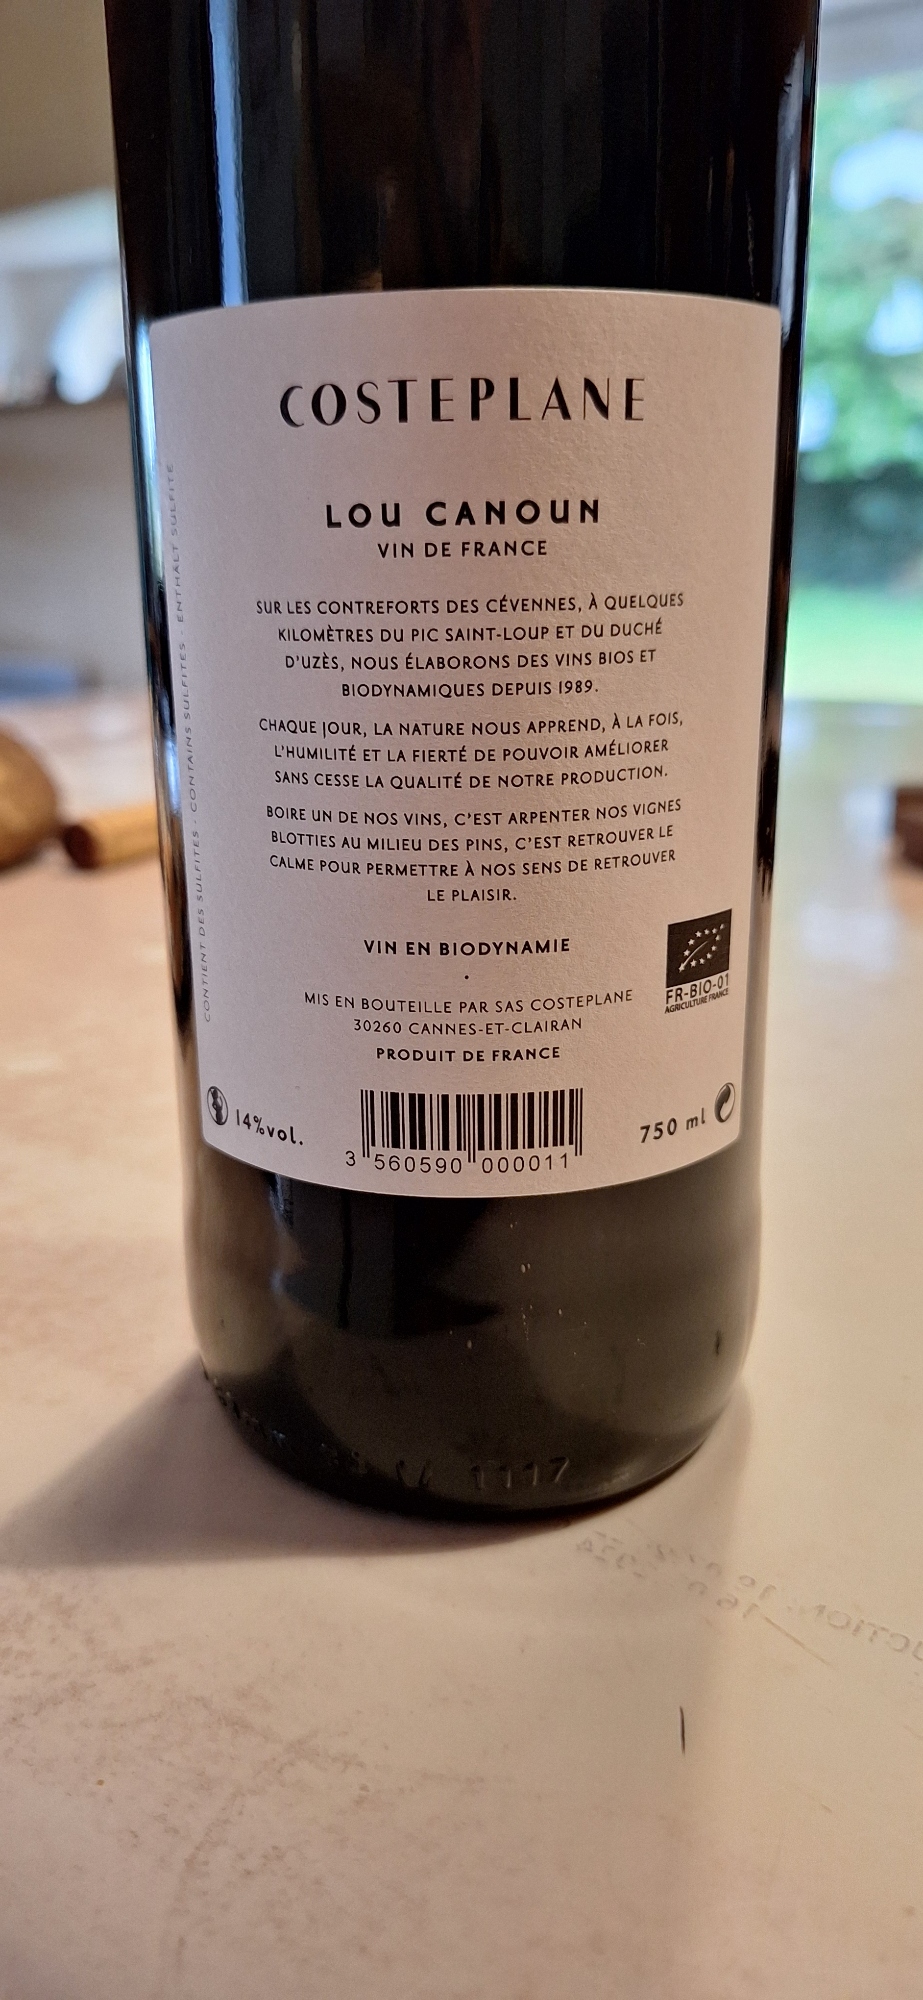 COSTEPLANE
LOU CANOUN
VIN DE FRANCE
SUR LES CONTREFORTS DES CÉVENNES, À QUELQUES
KILOMÈTRES DU PIC SAINT-LOUP ET DU DUCHÉ
D'UZÈS, NOUS ÉLABORONS DES VINS BIOS ET
BIODYNAMIQUES DEPUIS 1989.
CHAQUE JOUR, LA NATURE NOUS APPREND, À LA FOIS,
L'HUMILITÉ ET LA FIERTÉ DE POUVOIR AMÉLIORER
SANS CESSE LA QUALITÉ DE NOTRE PRODUCTION.
BOIRE UN DE NOS VINS, C'EST ARPENTER NOS VIGNES
BLOTTIES AU MILIEU DES PINS, C'EST RETROUVER LE
CALME POUR PERMETTRE À NOS SENS DE RETROUVER
LE PLAISIR.
VIN EN BIODYNAMIE
MIS EN BOUTEILLE PAR SAS COSTEPLANE
30260 CANNES-ET-CLAIRAN
PRODUIT DE FRANCE
FR-BIO-01
AGRICULTURE FRANCE
14%vol.
3 560590 000011
750 ml
CONTIENT DES SULFITES - CONTAINS SULFITES - ENTHÄLT SULFITE
1117